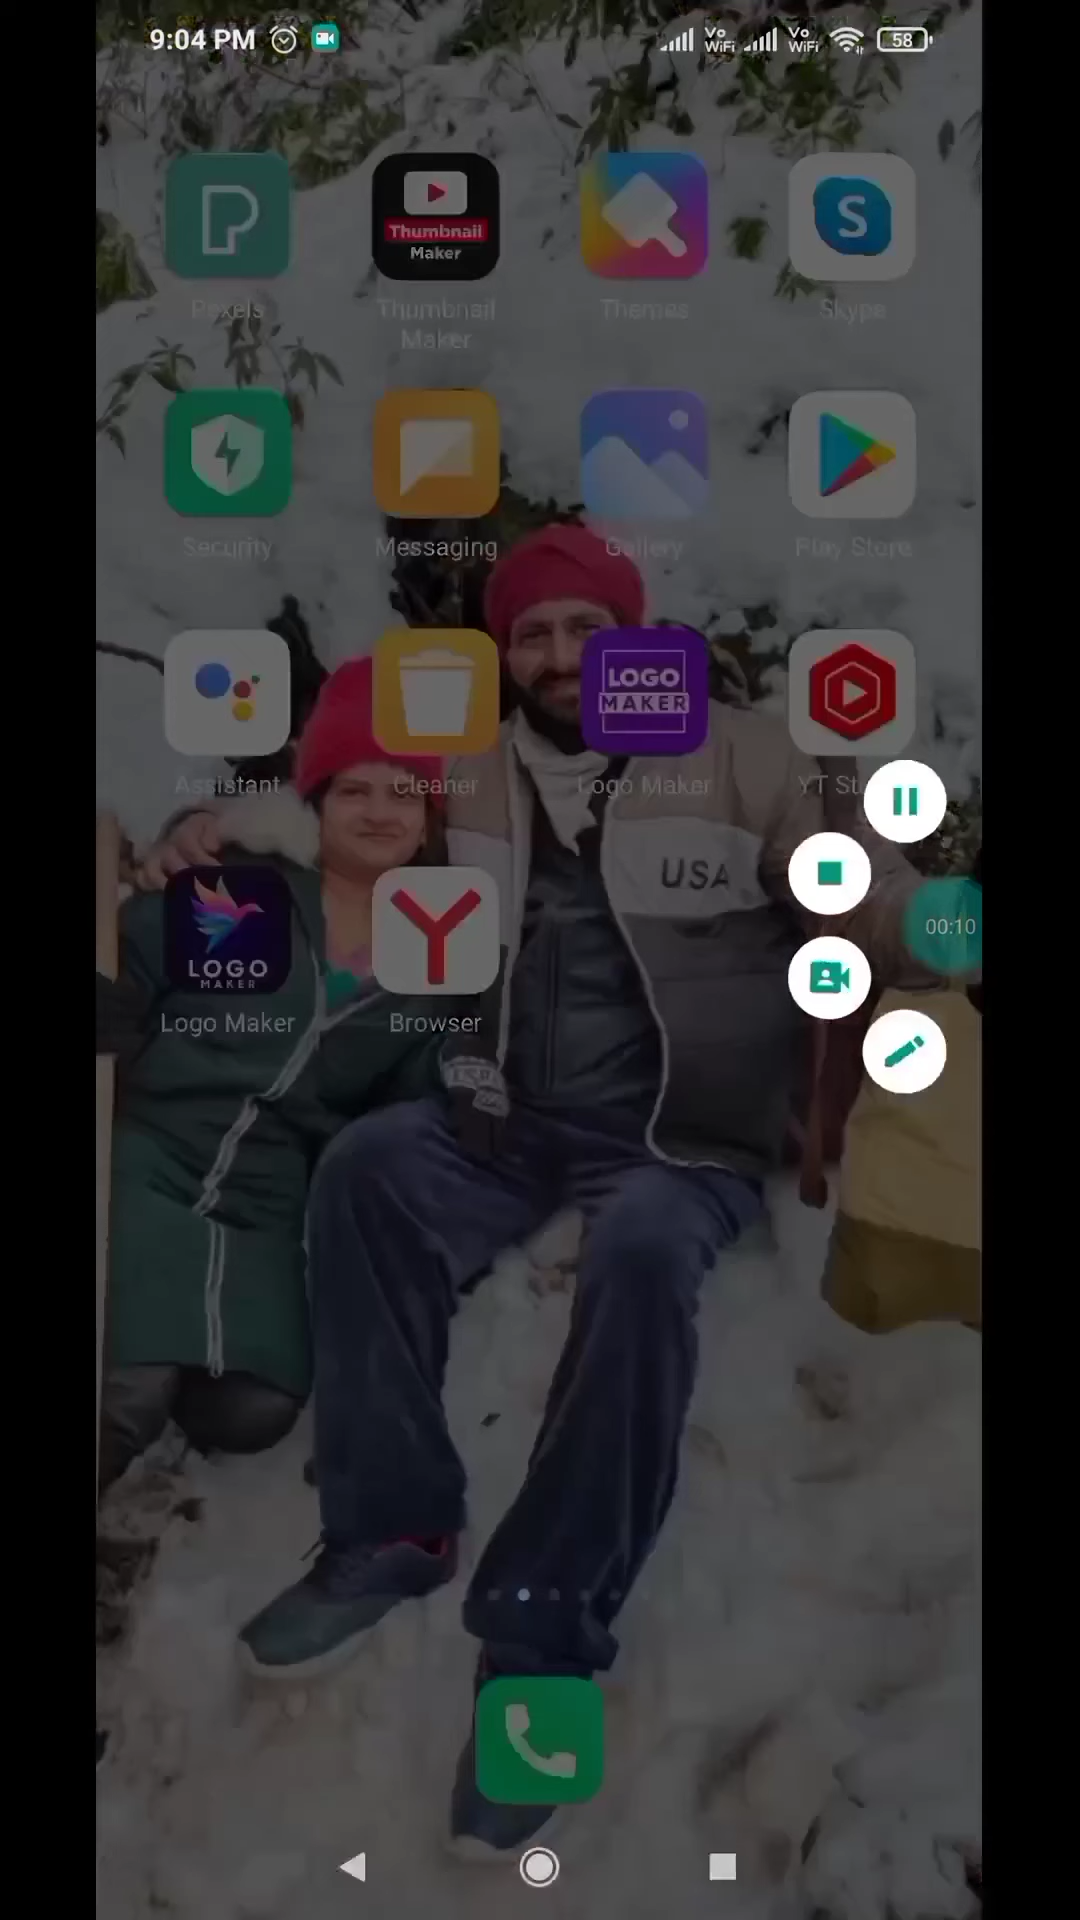 9:04 PM
Vo
WiFi
Vo
WiFi
58
Thumbnail
Maker
S
Pexels
Thumbnail
Maker
Themes
Skype
Security
Messaging
Gallery
Play Store
LOGO
MAKER
Assistant
Cleaner
Logo Maker
YT St
USA
00:10
LOGO
MAKER
Logo Maker
Browser